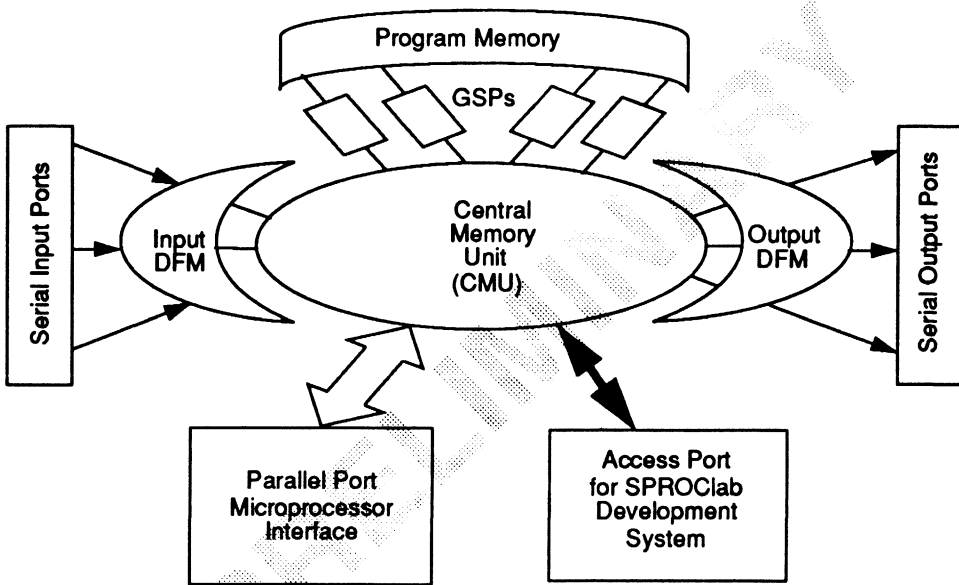 Program Memory
GSPs
Serial Input Ports
Input
DFM
Central
Memory
Unit
(CMU)
Output
DFM
Serial Output Ports
Parallel Port
Microprocessor
Interface
Access Port
for SPROClab
Development
System
PRELIMINARY